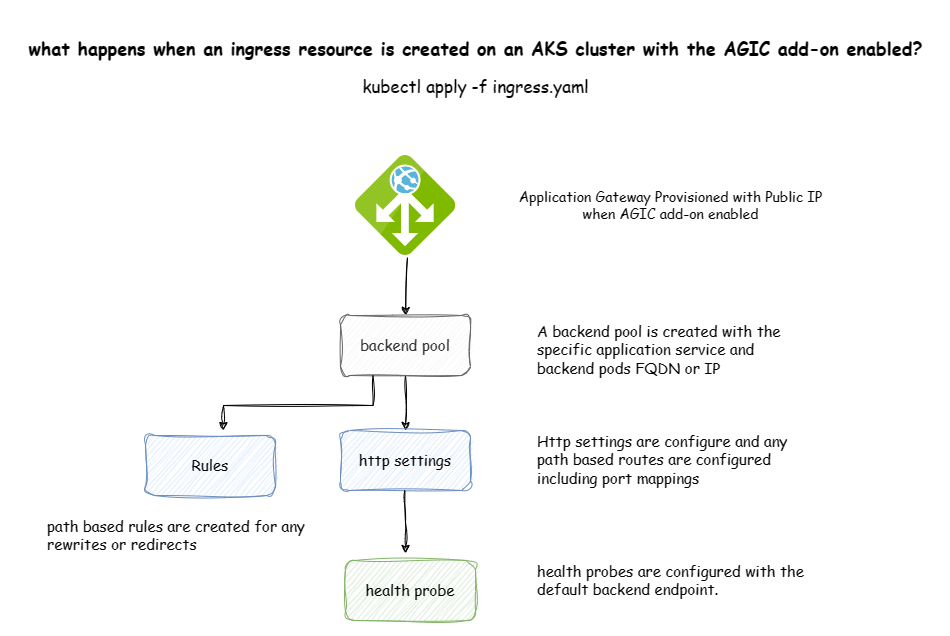 what happens when an ingress resource is created on an AKS cluster with the AGIC add-on enabled?
kubectl apply -f ingress.yaml
Application Gateway Provisioned with Public IP
when AGIC add-on enabled
backend pool
A backend pool is created with the
specific application service and
backend pods FQDN or IP
Rules
http settings
Http settings are configure and any
path based routes are configured
including port mappings
path based rules are created for any
rewrites or redirects
health probe
health probes are configured with the
default backend endpoint.